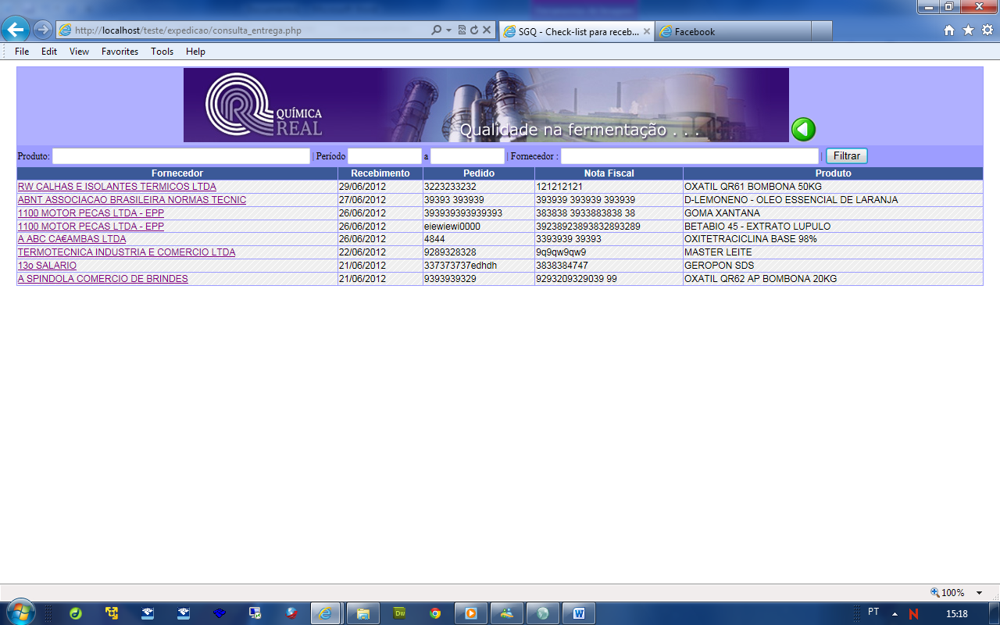 http://localhost/teste/expedicao/consulta_entrega.php SGQ - Check-list para receb... Facebook
File Edit View Favorites Tools Help
QUÍMICA
REAL
Qualidade na fermentação . . .
Produto: | Período a | Fornecedor : | Filtrar
Fornecedor Recebimento Pedido Nota Fiscal Produto
RW CALHAS E ISOLANTES TERMICOS LTDA 29/06/2012 3223233232 121212121 OXATIL QR61 BOMBONA 50KG
ABNT ASSOCIACAO BRASILEIRA NORMAS TECNIC 27/06/2012 39393 393939 393939 393939 393939 D-LEMONENO - OLEO ESSENCIAL DE LARANJA
1100 MOTOR PECAS LTDA - EPP 26/06/2012 393939393939393 383838 3933883838 38 GOMA XANTANA
1100 MOTOR PECAS LTDA - EPP 26/06/2012 eiewiewi0000 39238923893832893289 BETABIO 45 - EXTRATO LUPULO
A ABC CA€AMBAS LTDA 26/06/2012 4844 3393939 39393 OXITETRACICLINA BASE 98%
TERMOTECNICA INDUSTRIA E COMERCIO LTDA 22/06/2012 9289328328 9q9qw9qw9 MASTER LEITE
13o SALARIO 21/06/2012 337373737edhdh 3838384747 GEROPON SDS
A SPINDOLA COMERCIO DE BRINDES 21/06/2012 9393939329 9293209329039 99 OXATIL QR62 AP BOMBONA 20KG
100%
Dw W PT N 15:18